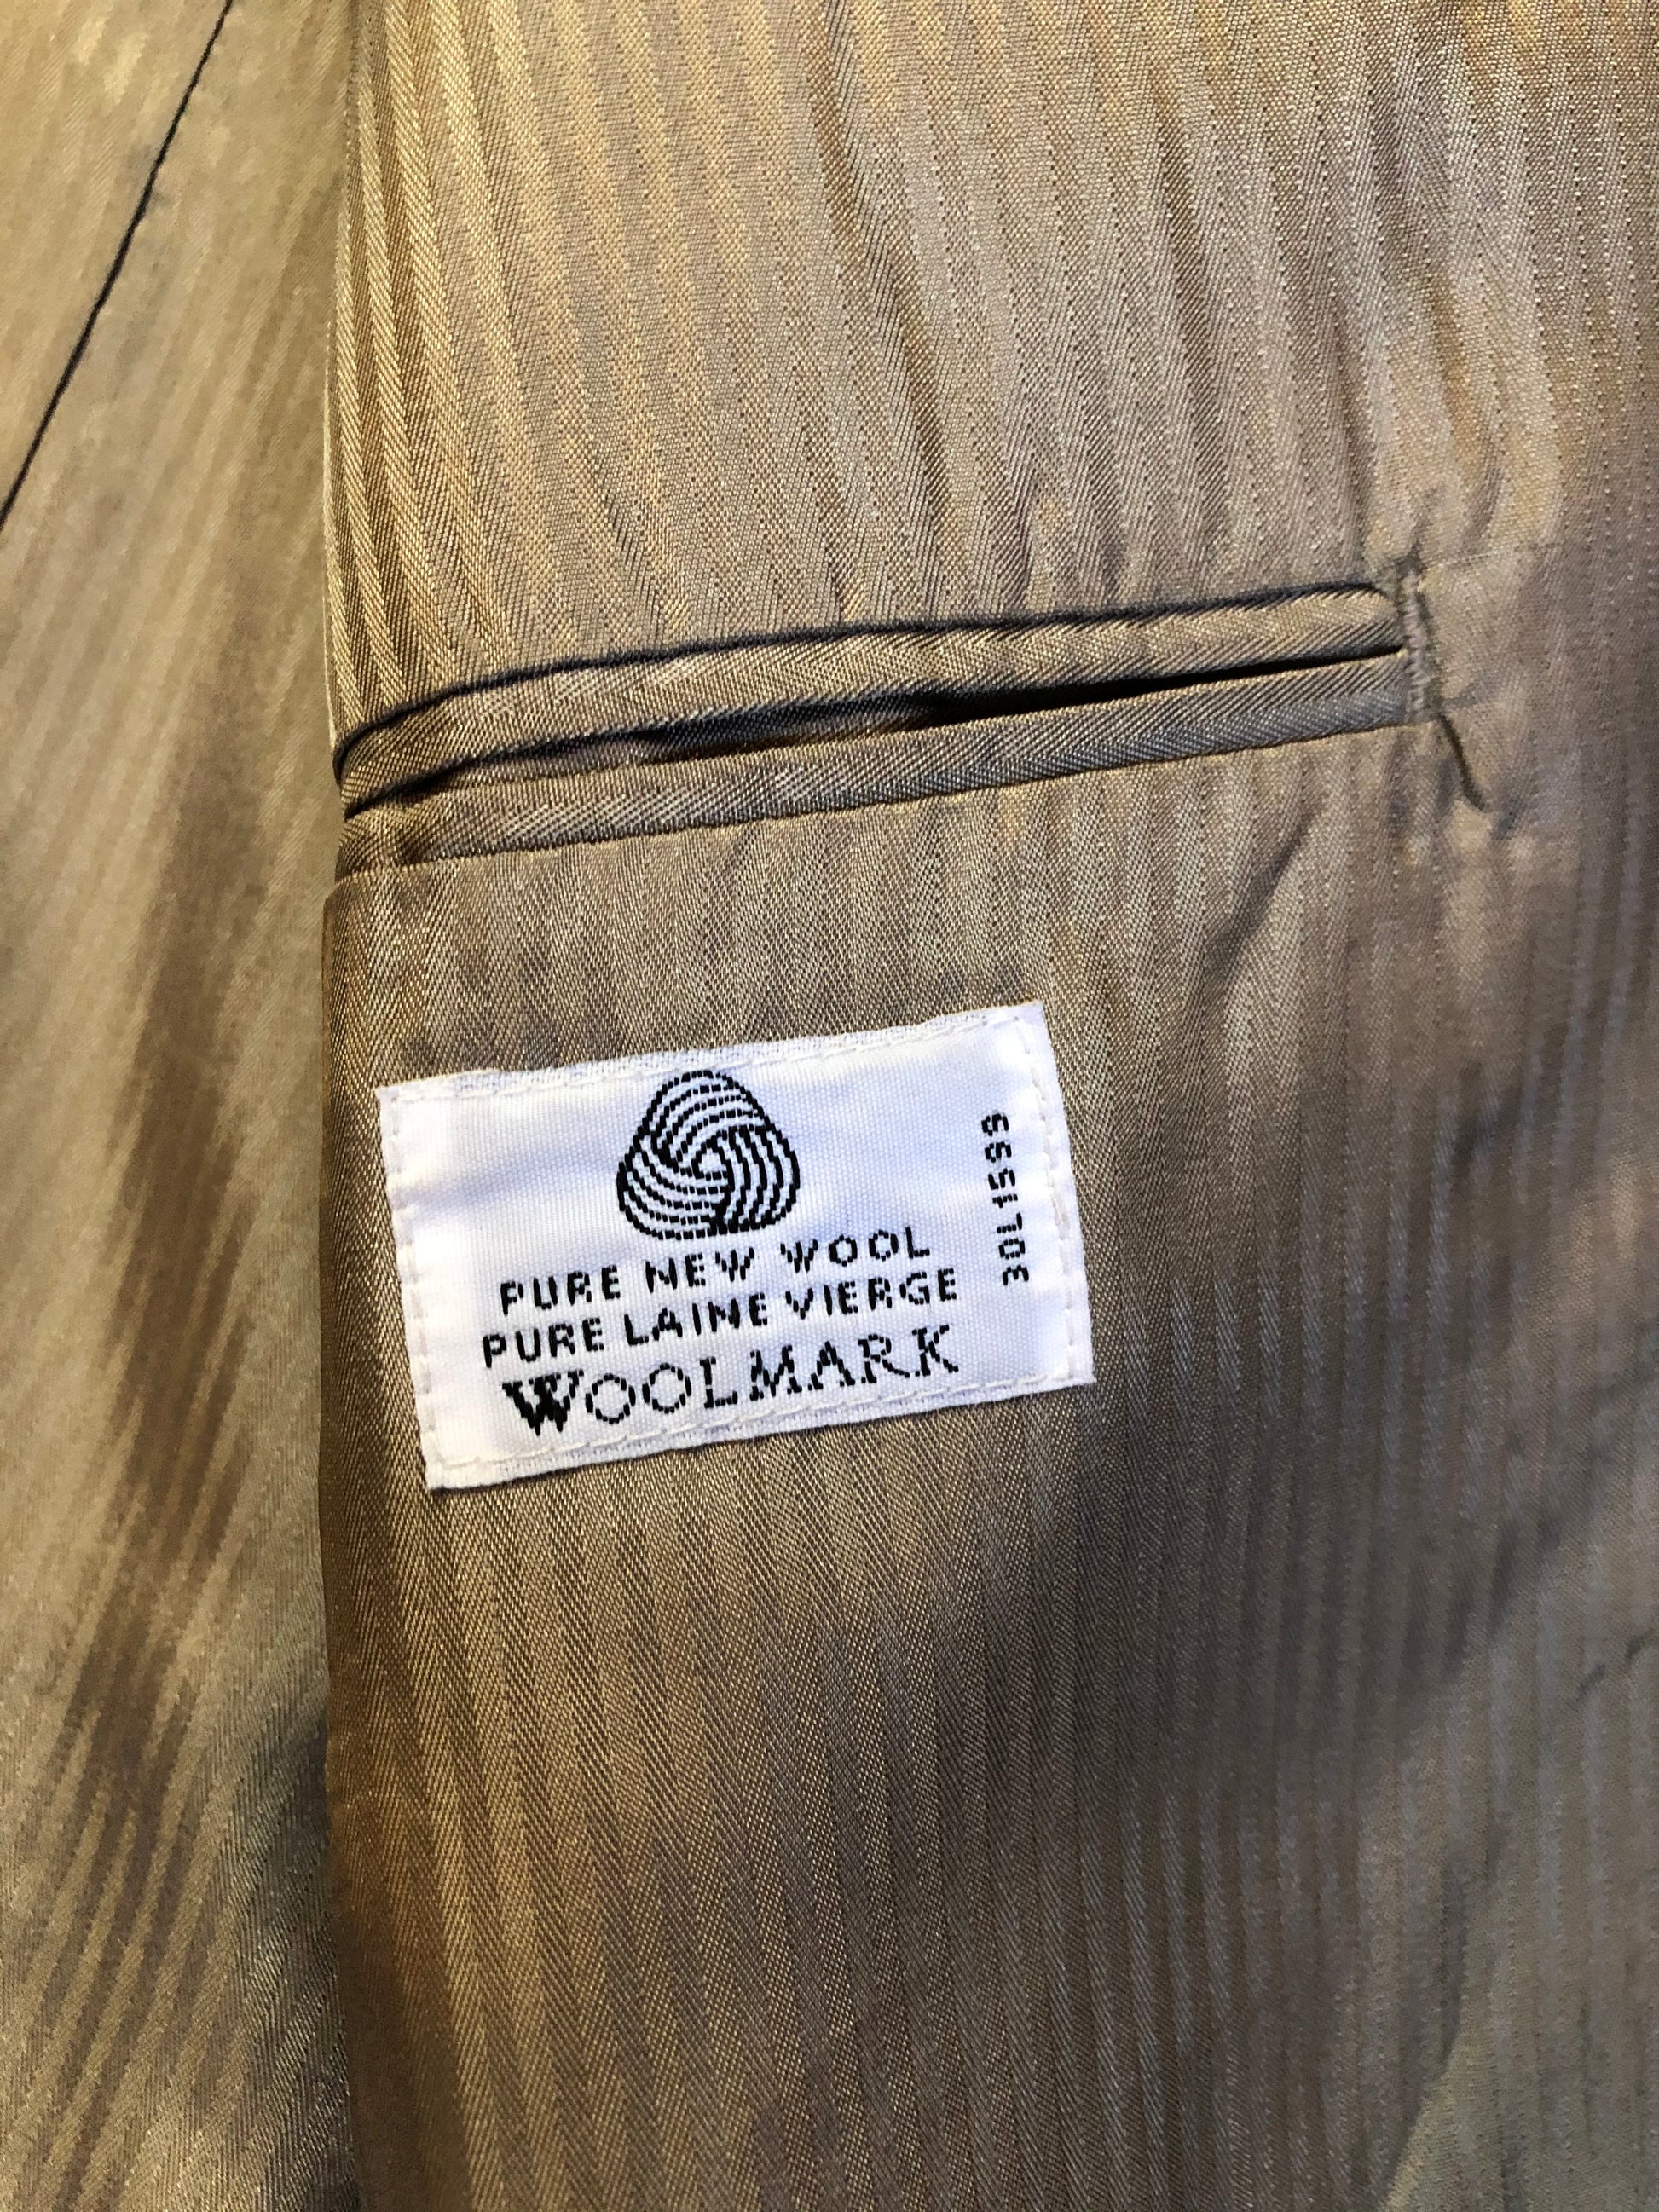 PURE NEW WOOL
PURE LAINE VIERGE
WOOLMARK
30L1599